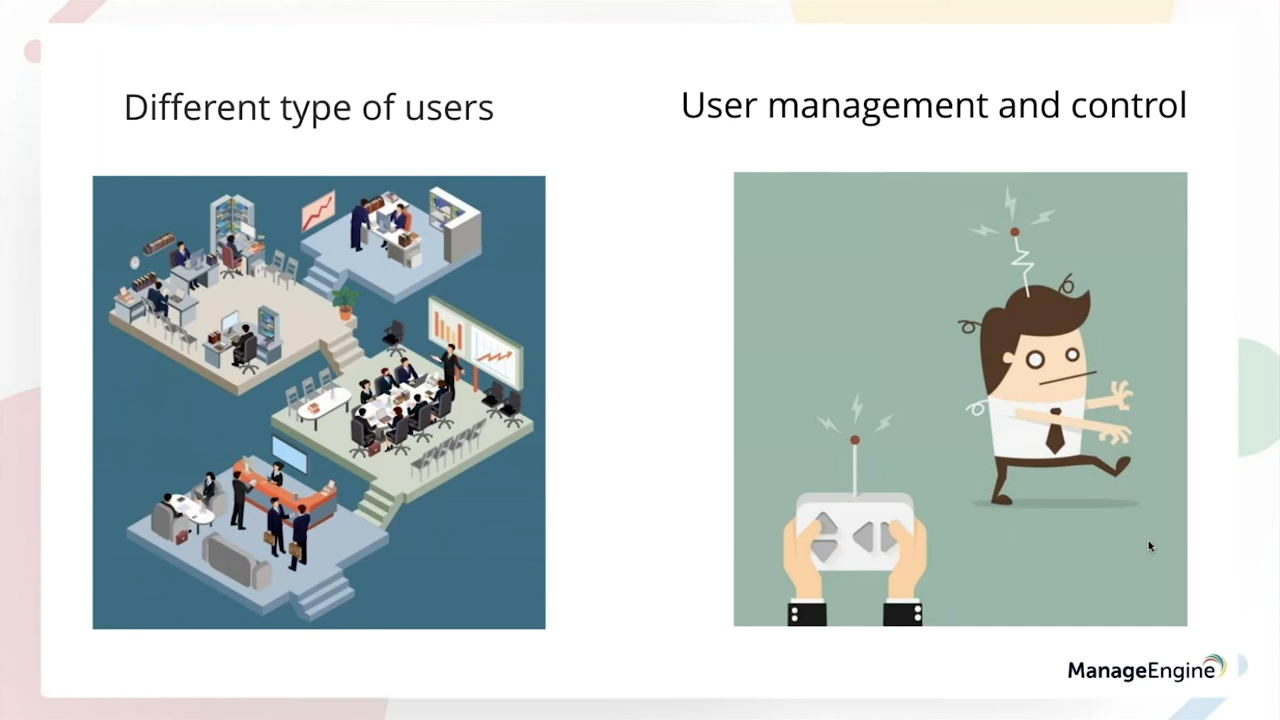 Different type of users
User management and control
ManageEngine